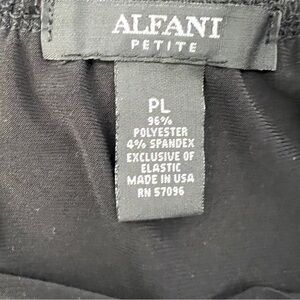 ALFANI
PETITE
PL
96%
POLYESTER
4% SPANDEX
EXCLUSIVE OF
ELASTIC
MADE IN USA
RN 57096